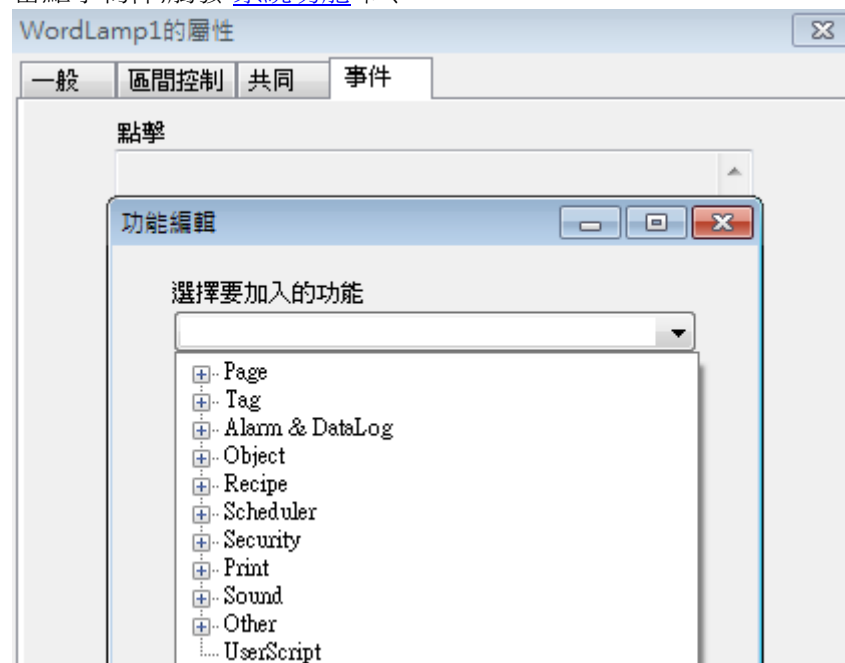 WordLamp1的屬性
一般 區間控制 共同 事件
點擊
功能編輯
選擇要加入的功能
Page
Tag
Alarm & DataLog
Object
Recipe
Scheduler
Security
Print
Sound
Other
UserScript